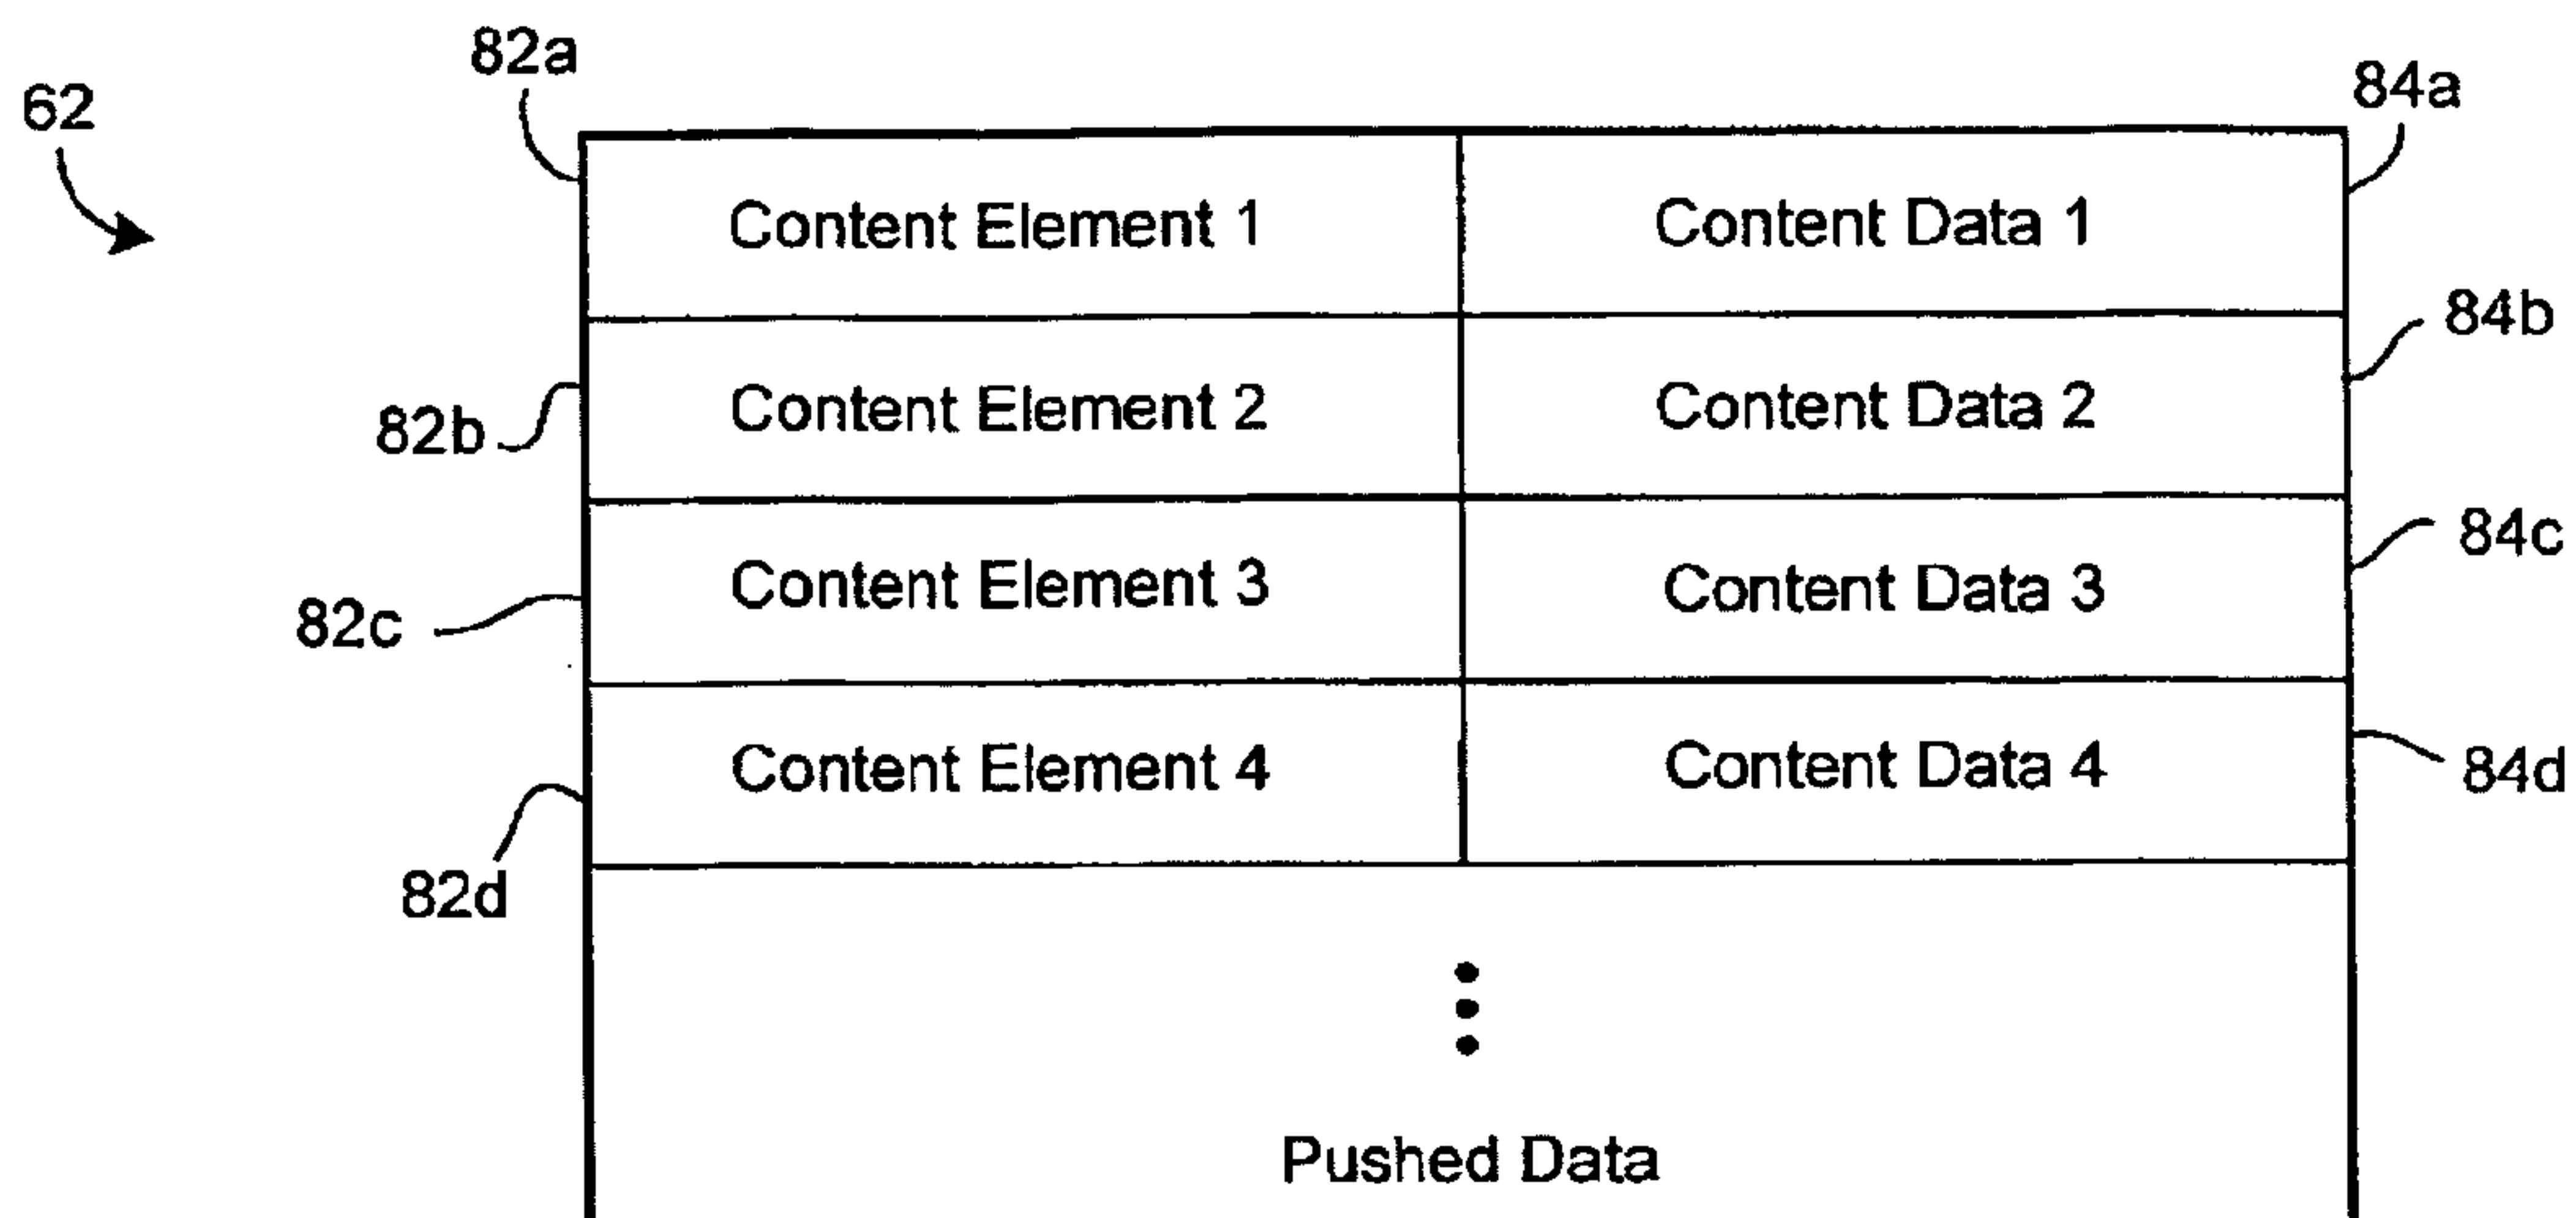 82a
62
84a
Content Element 1 Content Data 1
84b
Content Element 2 Content Data 2
82b
84c
Content Element 3 Content Data 3
82c
Content Element 4 Content Data 4
84d
82d
Pushed Data